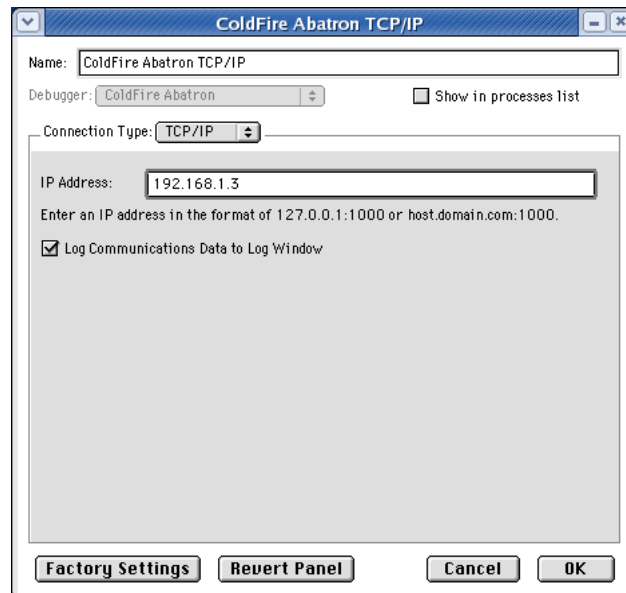 ColdFire Abatron TCP/IP
Name: ColdFire Abatron TCP/IP
Debugger: ColdFire Abatron Show in processes list
Connection Type: TCP/IP
IP Address: 192.168.1.3
Enter an IP address in the format of 127.0.0.1:1000 or host.domain.com:1000.
Log Communications Data to Log Window
Factory Settings Revert Panel Cancel OK